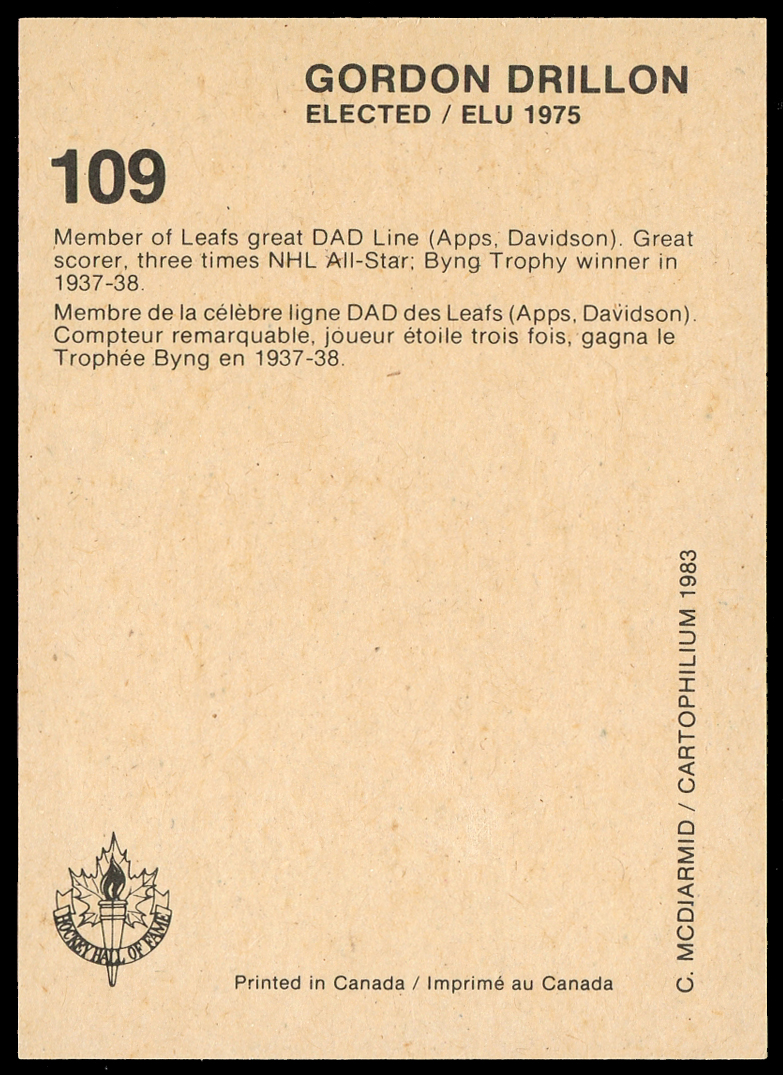 GORDON DRILLON
ELECTED / ELU 1975
109
Member of Leafs great DAD Line (Apps, Davidson). Great
scorer, three times NHL All-Star; Byng Trophy winner in
1937-38.
Membre de la célèbre ligne DAD des Leafs (Apps, Davidson).
Compteur remarquable, joueur étoile trois fois, gagna le
Trophée Byng en 1937-38.
C. MCDIARMID / CARTOPHILIUM 1983
HOCKEY HALL OF FAME
Printed in Canada / Imprimé au Canada